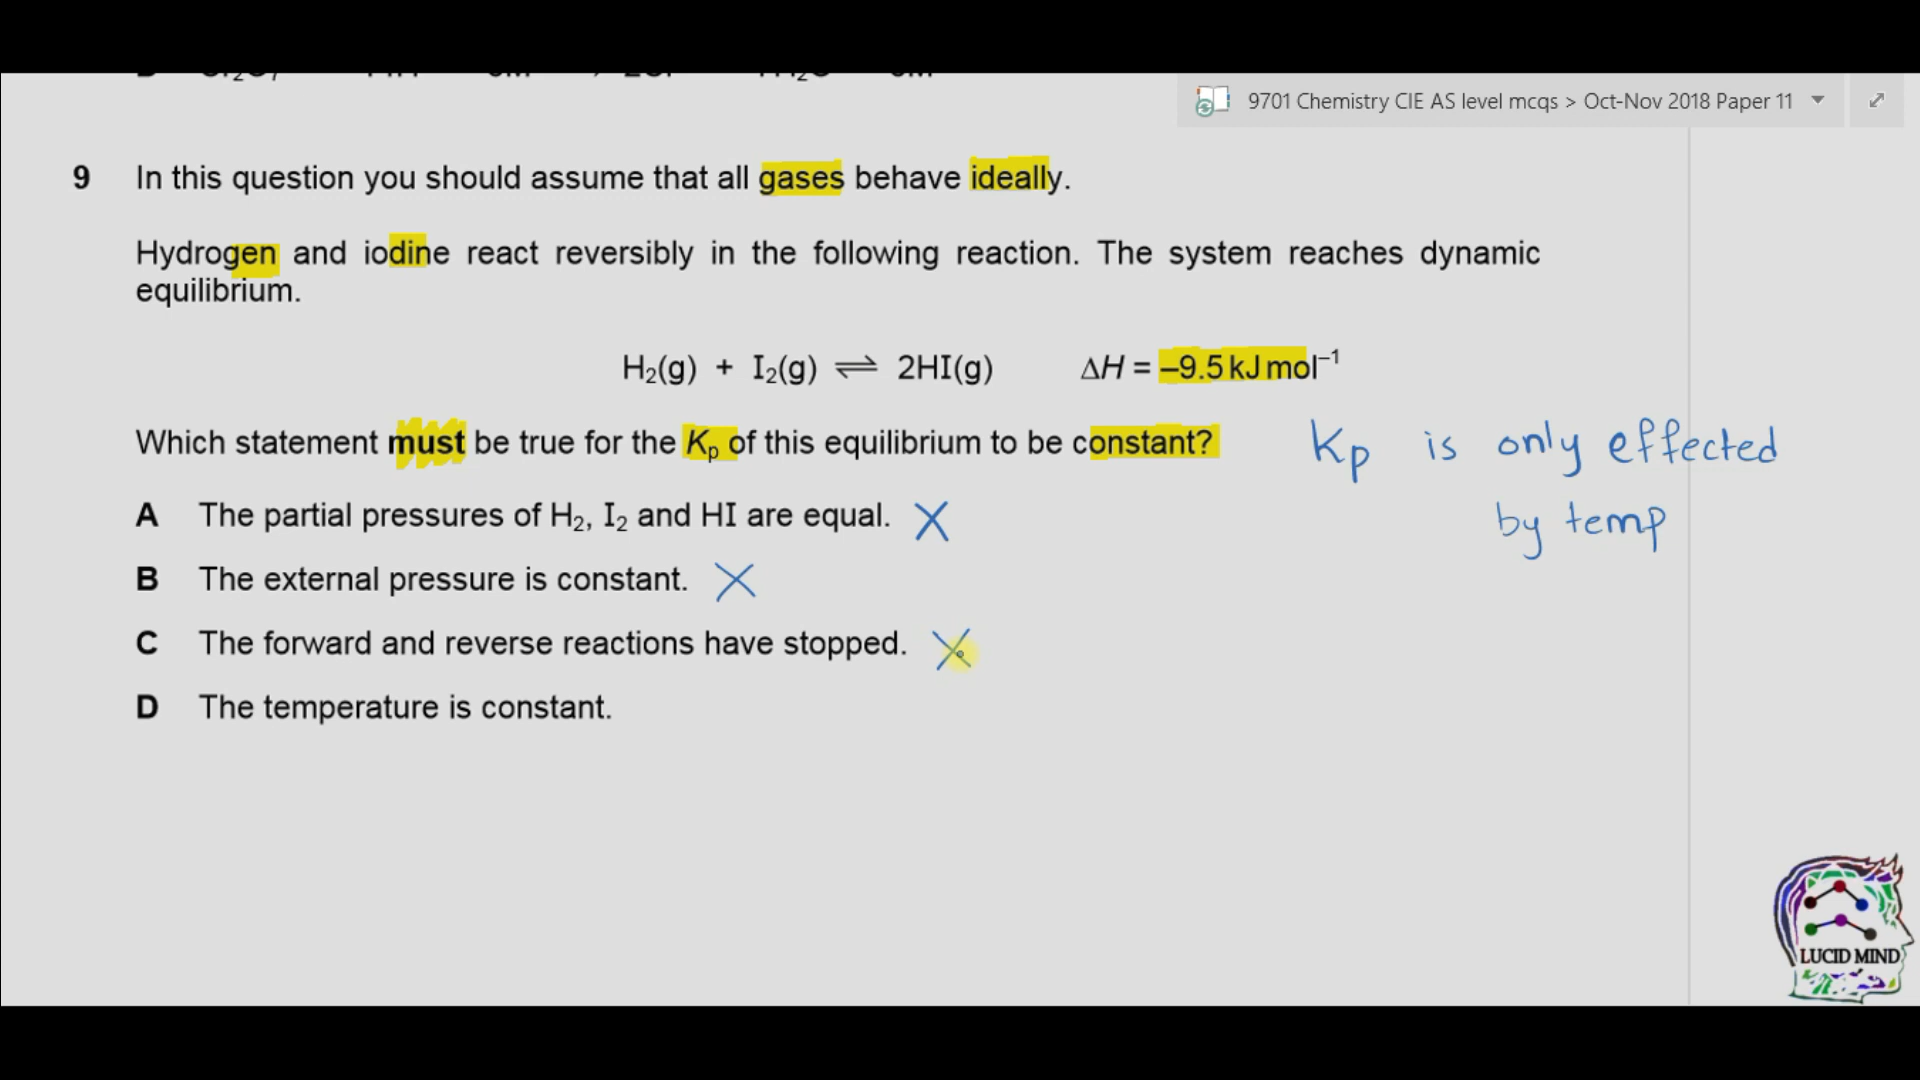 9701 Chemistry CIE AS level mcqs > Oct-Nov 2018 Paper 11
9 In this question you should assume that all gases behave ideally.
Hydrogen and iodine react reversibly in the following reaction. The system reaches dynamic
equilibrium.
H₂(g) + I₂(g) ⇌ 2HI(g) ΔH = –9.5 kJ mol⁻¹
Which statement must be true for the Kₚ of this equilibrium to be constant?
Kp is only effected
by temp
A The partial pressures of H₂, I₂ and HI are equal. X
B The external pressure is constant. X
C The forward and reverse reactions have stopped. X
D The temperature is constant.
LUCID MIND